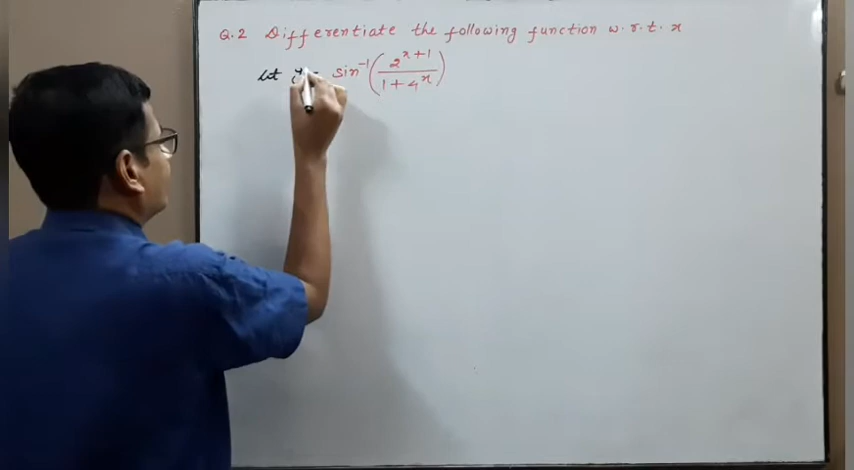 Q.2 Differentiate the following function w.r.t. x
Let y = sin⁻¹(2^(x+1)/(1+4^x))